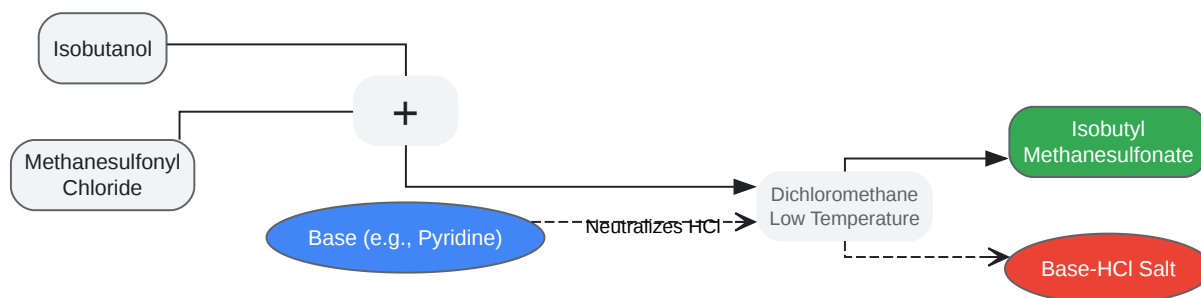 Isobutanol
+
Methanesulfonyl
Chloride
Base (e.g., Pyridine)
Neutralizes HCl
Dichloromethane
Low Temperature
Isobutyl
Methanesulfonate
Base-HCl Salt